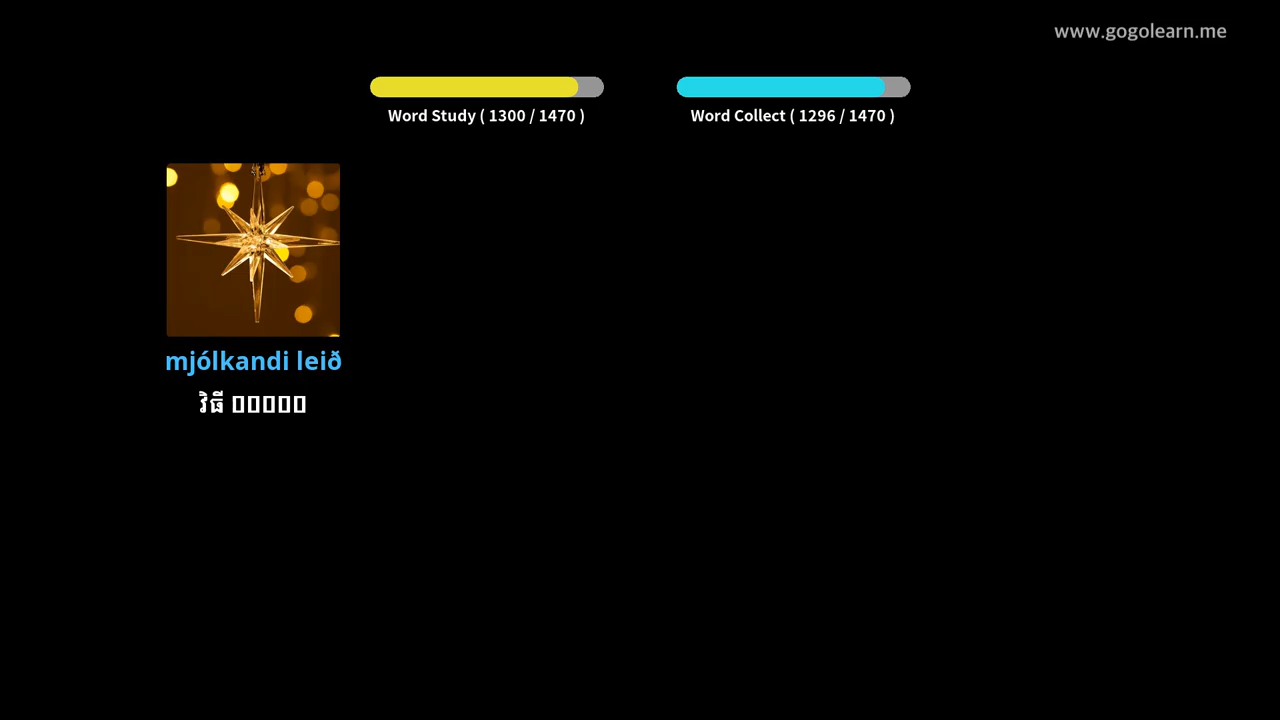 www.gogolearn.me
Word Study ( 1300 / 1470 )
Word Collect ( 1296 / 1470 )
mjólkandi leið
វិធី